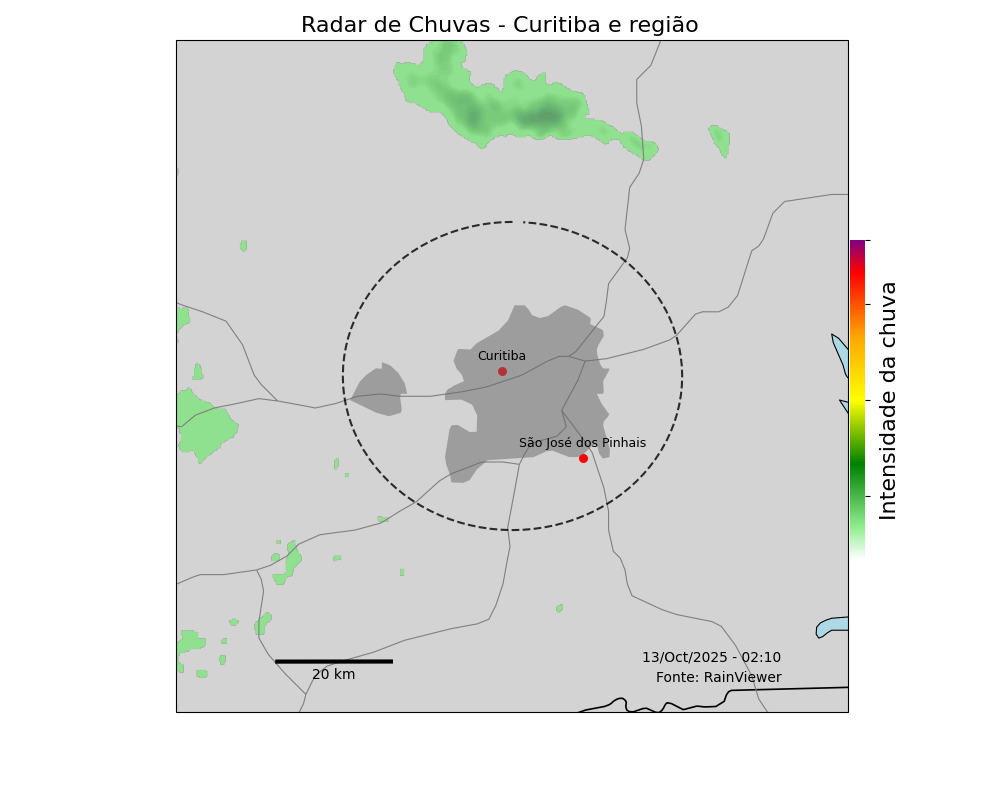 Radar de Chuvas - Curitiba e região
Curitiba
São José dos Pinhais
Intensidade da chuva
13/Oct/2025 - 02:10
Fonte: RainViewer
20 km